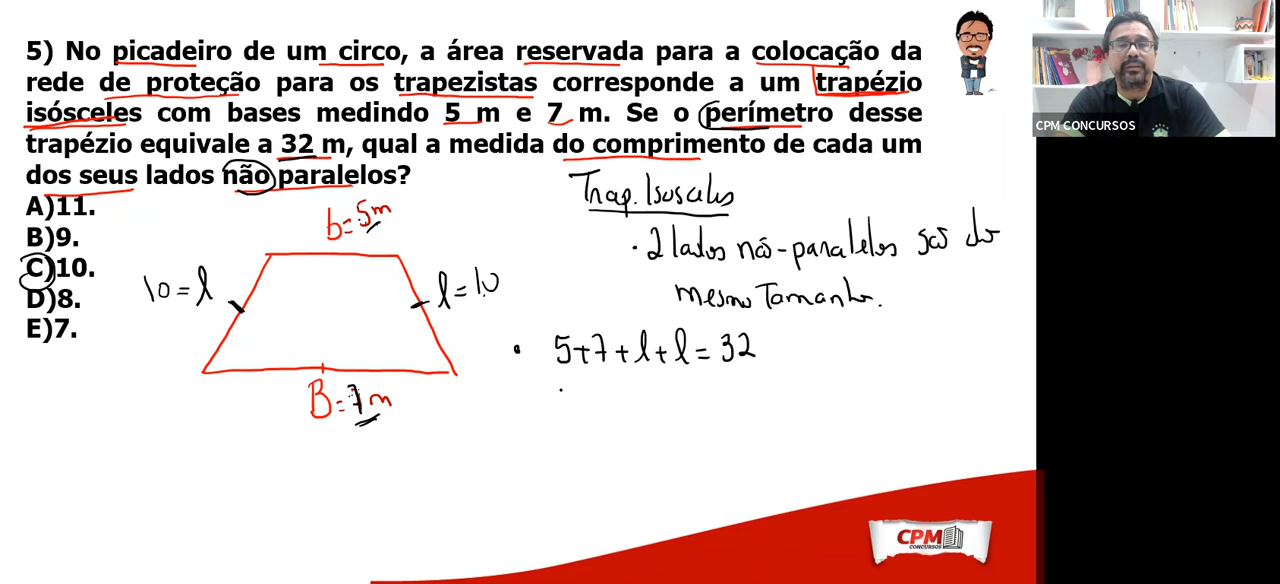 5) No picadeiro de um circo, a área reservada para a colocação da
rede de proteção para os trapezistas corresponde a um trapézio
isósceles com bases medindo 5 m e 7 m. Se o perímetro desse
trapézio equivale a 32 m, qual a medida do comprimento de cada um
dos seus lados não paralelos?
A)11.
B)9.
C)10.
D)8.
E)7.
CPM CONCURSOS
Trap. Isosceles
· 2 lados não-paralelos são do
mesmo Tamanho.
b=5m
10=l
l=10
B=7m
• 5+7+l+l=32
CPM
CONCURSOS